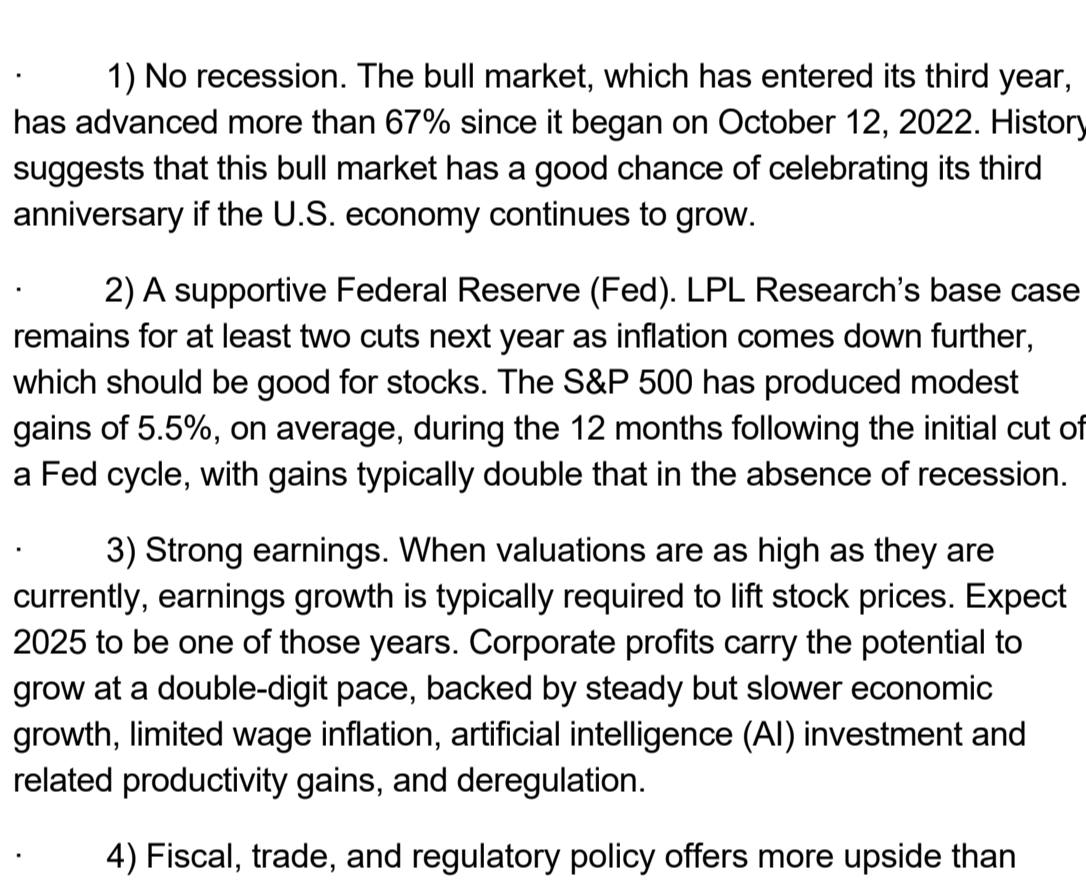 · 1) No recession. The bull market, which has entered its third year,
has advanced more than 67% since it began on October 12, 2022. History
suggests that this bull market has a good chance of celebrating its third
anniversary if the U.S. economy continues to grow.
· 2) A supportive Federal Reserve (Fed). LPL Research’s base case
remains for at least two cuts next year as inflation comes down further,
which should be good for stocks. The S&P 500 has produced modest
gains of 5.5%, on average, during the 12 months following the initial cut of
a Fed cycle, with gains typically double that in the absence of recession.
· 3) Strong earnings. When valuations are as high as they are
currently, earnings growth is typically required to lift stock prices. Expect
2025 to be one of those years. Corporate profits carry the potential to
grow at a double-digit pace, backed by steady but slower economic
growth, limited wage inflation, artificial intelligence (AI) investment and
related productivity gains, and deregulation.
· 4) Fiscal, trade, and regulatory policy offers more upside than